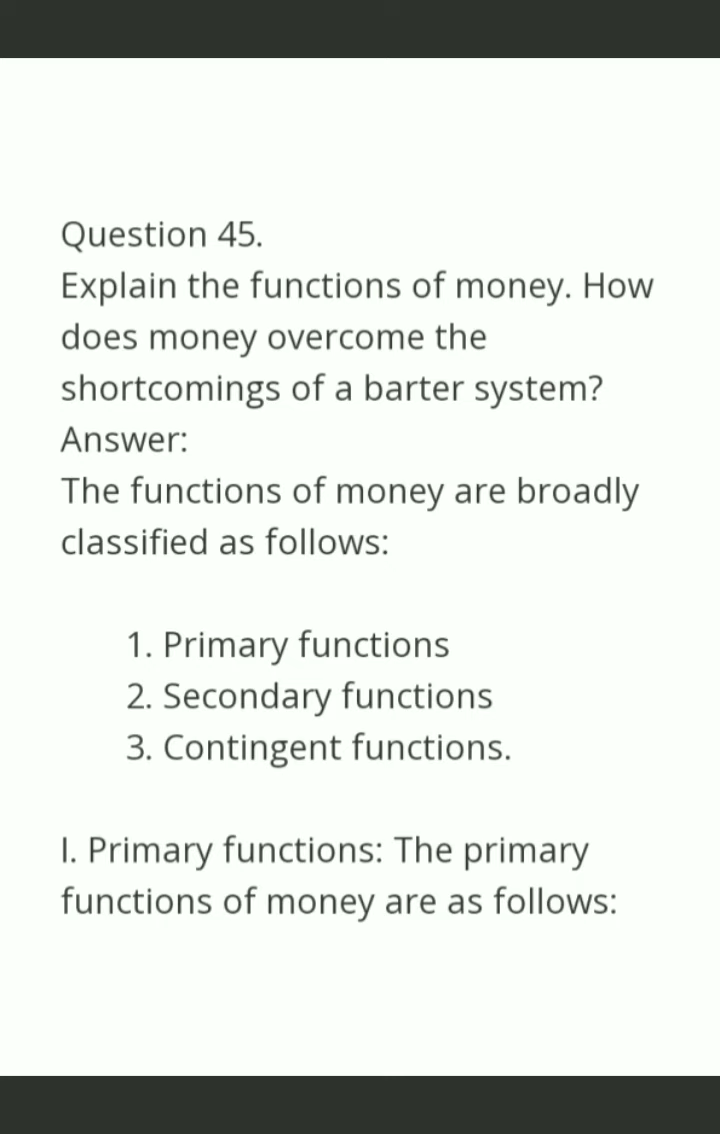 Question 45.
Explain the functions of money. How
does money overcome the
shortcomings of a barter system?
Answer:
The functions of money are broadly
classified as follows:
1. Primary functions
2. Secondary functions
3. Contingent functions.
I. Primary functions: The primary
functions of money are as follows: